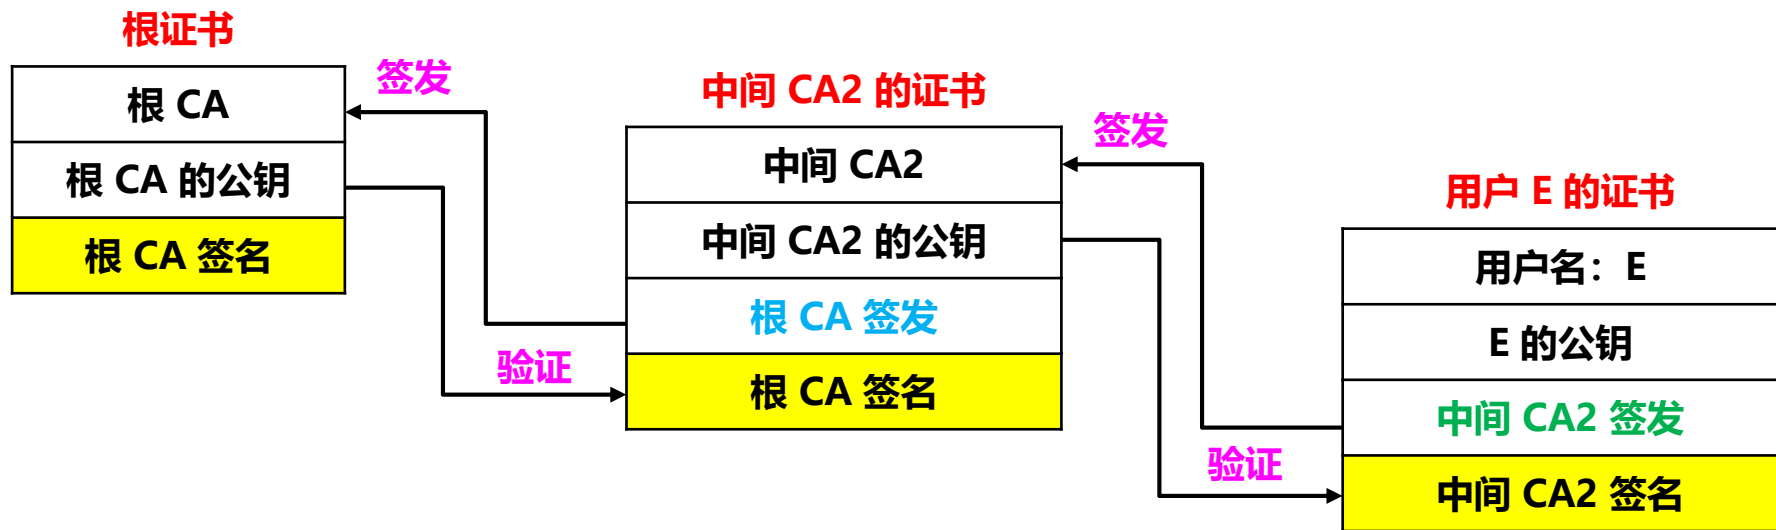 根证书
根 CA
根 CA 的公钥
根 CA 签名
签发
验证
中间 CA2 的证书
中间 CA2
中间 CA2 的公钥
根 CA 签发
根 CA 签名
签发
验证
用户 E 的证书
用户名：E
E 的公钥
中间 CA2 签发
中间 CA2 签名